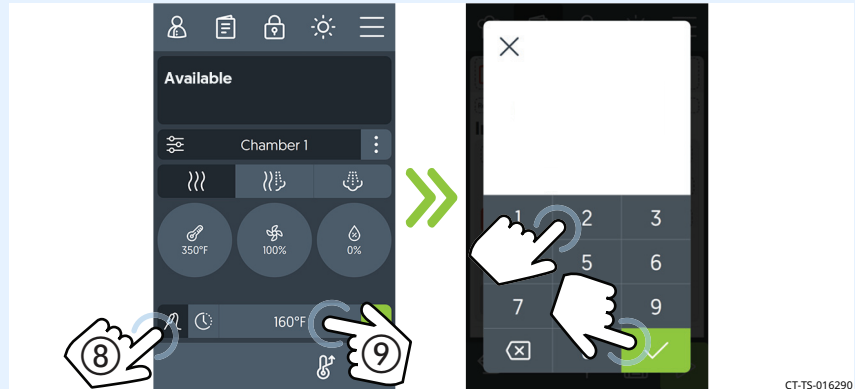 Available
Chamber 1
350°F 100% 0%
160°F
8 9
1 2 3
5 6
7 9
CT-TS-016290